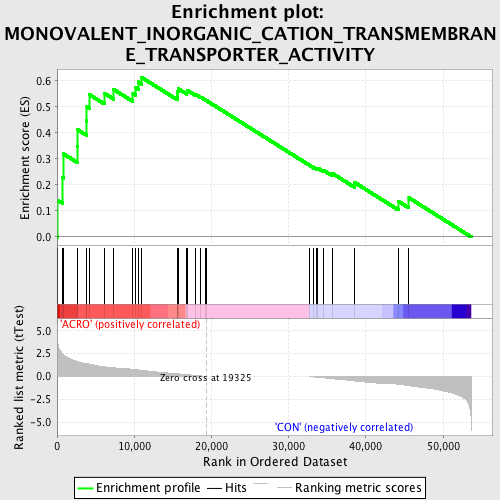 Enrichment plot:
MONOVALENT_INORGANIC_CATION_TRANSMEMBRAN
E_TRANSPORTER_ACTIVITY
Enrichment score (ES)
0.6
0.5
0.4
0.3
0.2
0.1
0.0
'ACRO' (positively correlated)
Ranked list metric (tTest)
5.0
2.5
0.0
-2.5
-5.0
Zero cross at 19325
'CON' (negatively correlated)
0
10,000
20,000
30,000
40,000
50,000
Rank in Ordered Dataset
Enrichment profile
Hits
Ranking metric scores